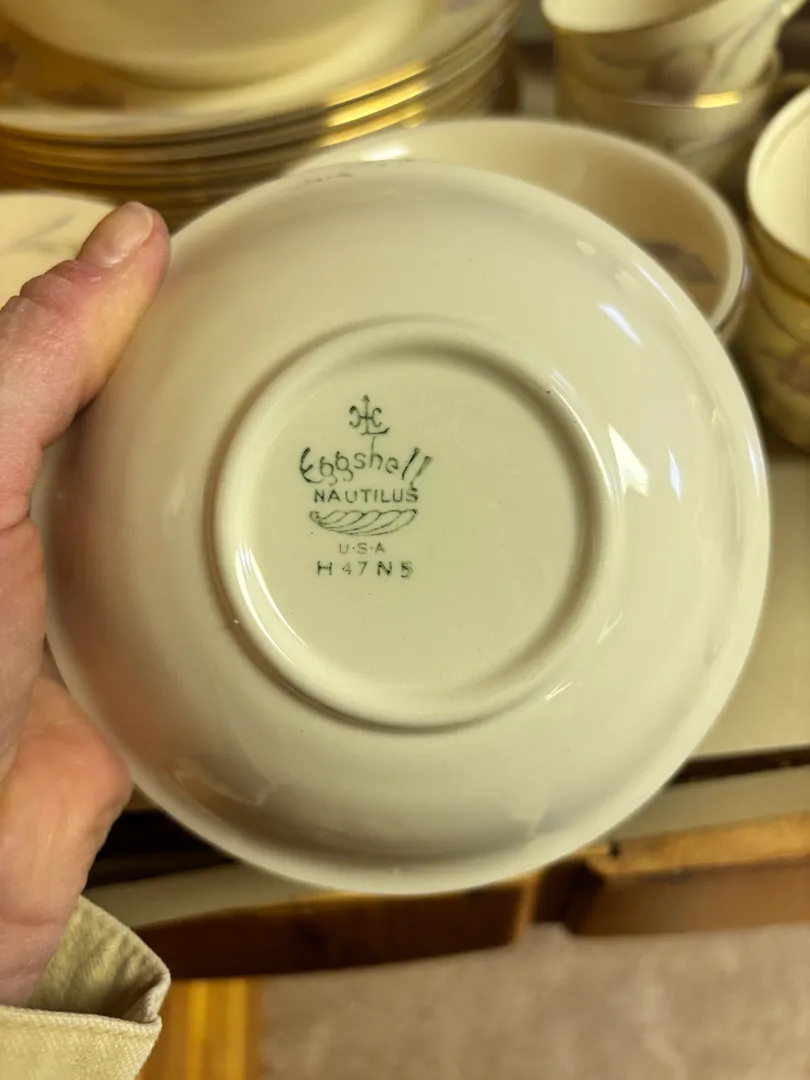 HLC
Eggshell
NAUTILUS
U·S·A
H 47 N 5